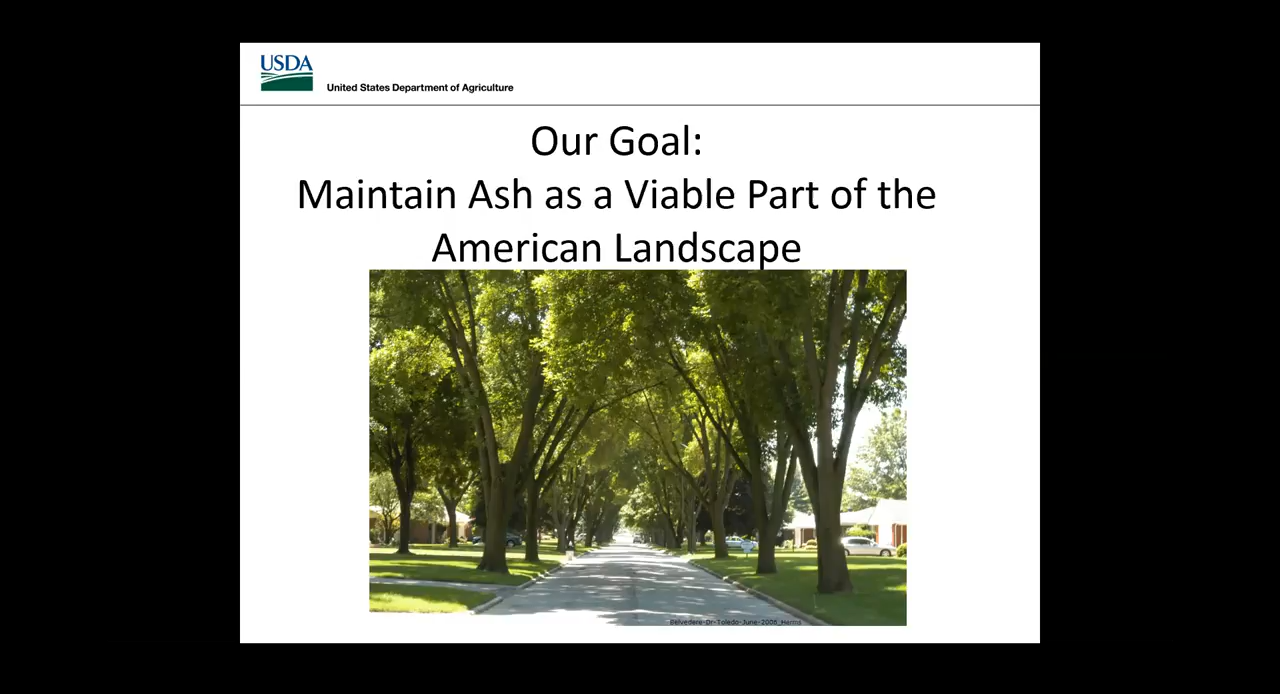 USDA
United States Department of Agriculture
Our Goal:
Maintain Ash as a Viable Part of the
American Landscape
Belvedere-Dr-Toledo-June-2006_Harms